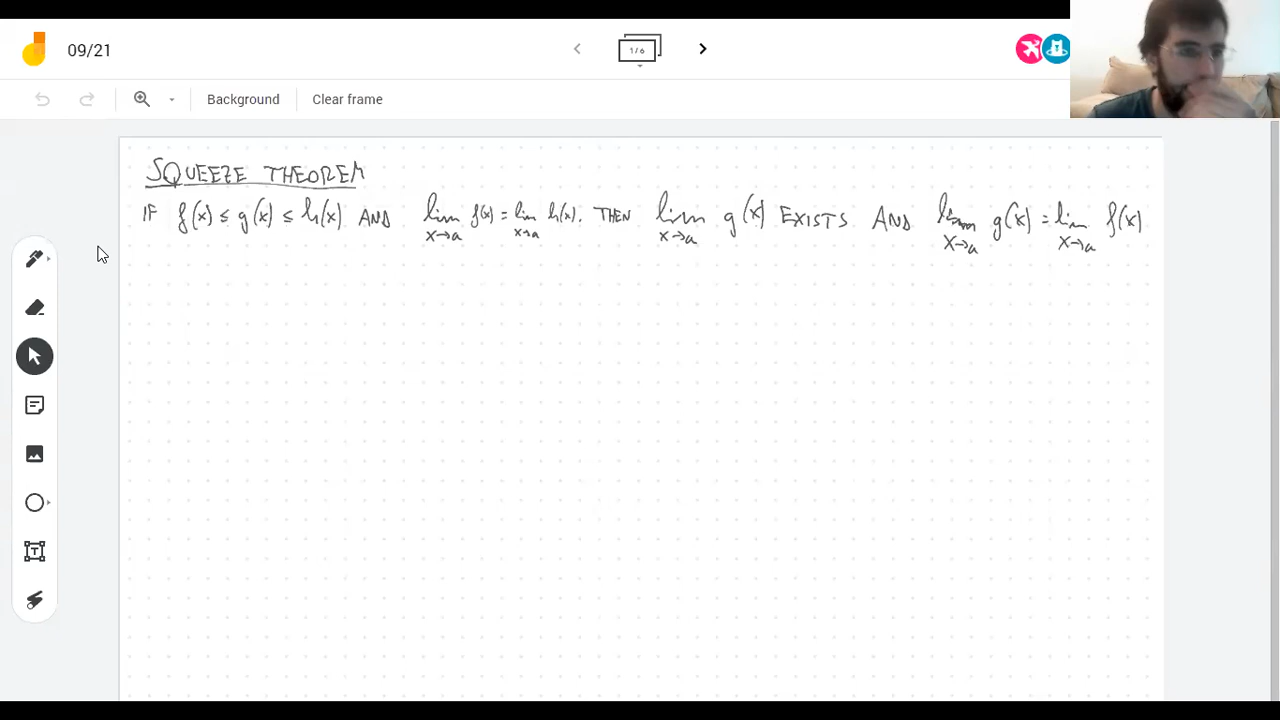 09/21
1/6
Background
Clear frame
SQUEEZE THEOREM
IF f(x) ≤ g(x) ≤ h(x) AND lim x→a f(x) = lim x→a h(x). THEN lim x→a g(x) EXISTS AND lim x→a g(x) = lim x→a f(x)